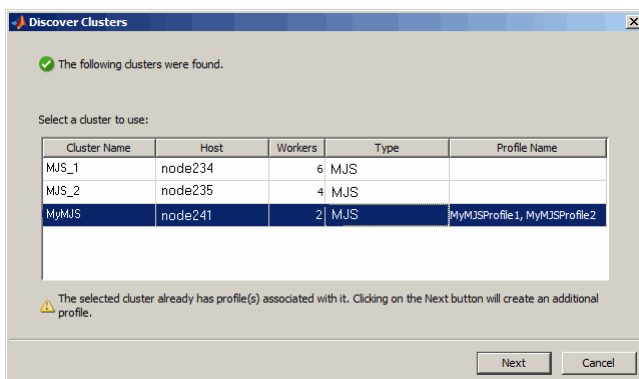 Discover Clusters
The following clusters were found.
Select a cluster to use:
Cluster Name Host Workers Type Profile Name
MJS_1 node234 6 MJS
MJS_2 node235 4 MJS
MyMJS node241 2 MJS MyMJSProfile1, MyMJSProfile2
The selected cluster already has profile(s) associated with it. Clicking on the Next button will create an additional
profile.
Next Cancel